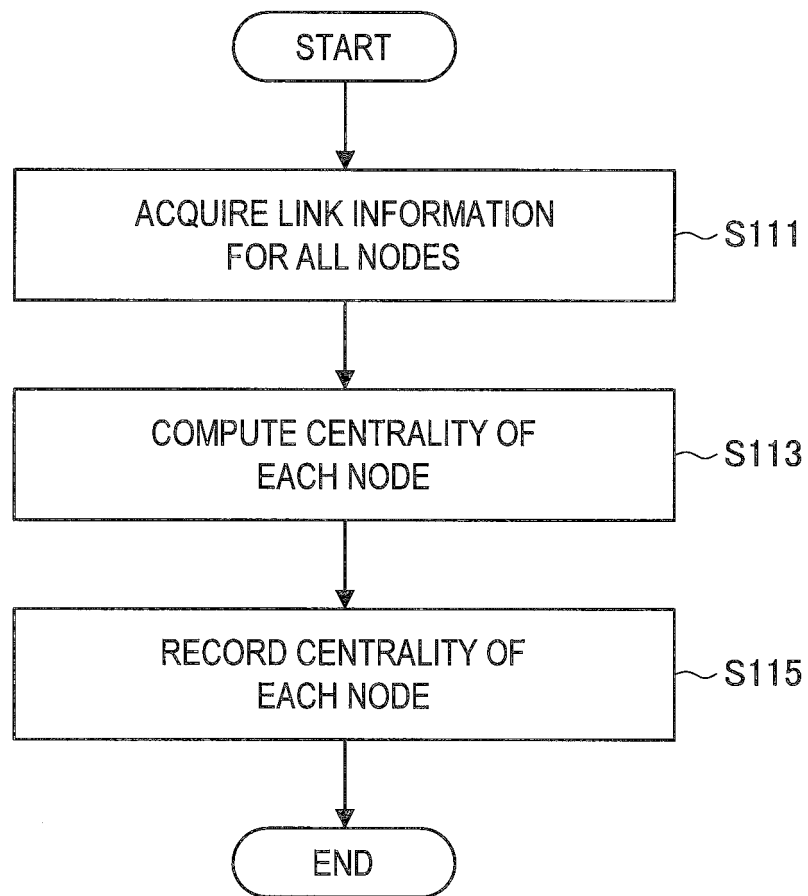 START
ACQUIRE LINK INFORMATION
FOR ALL NODES
S111
COMPUTE CENTRALITY OF
EACH NODE
S113
RECORD CENTRALITY OF
EACH NODE
S115
END